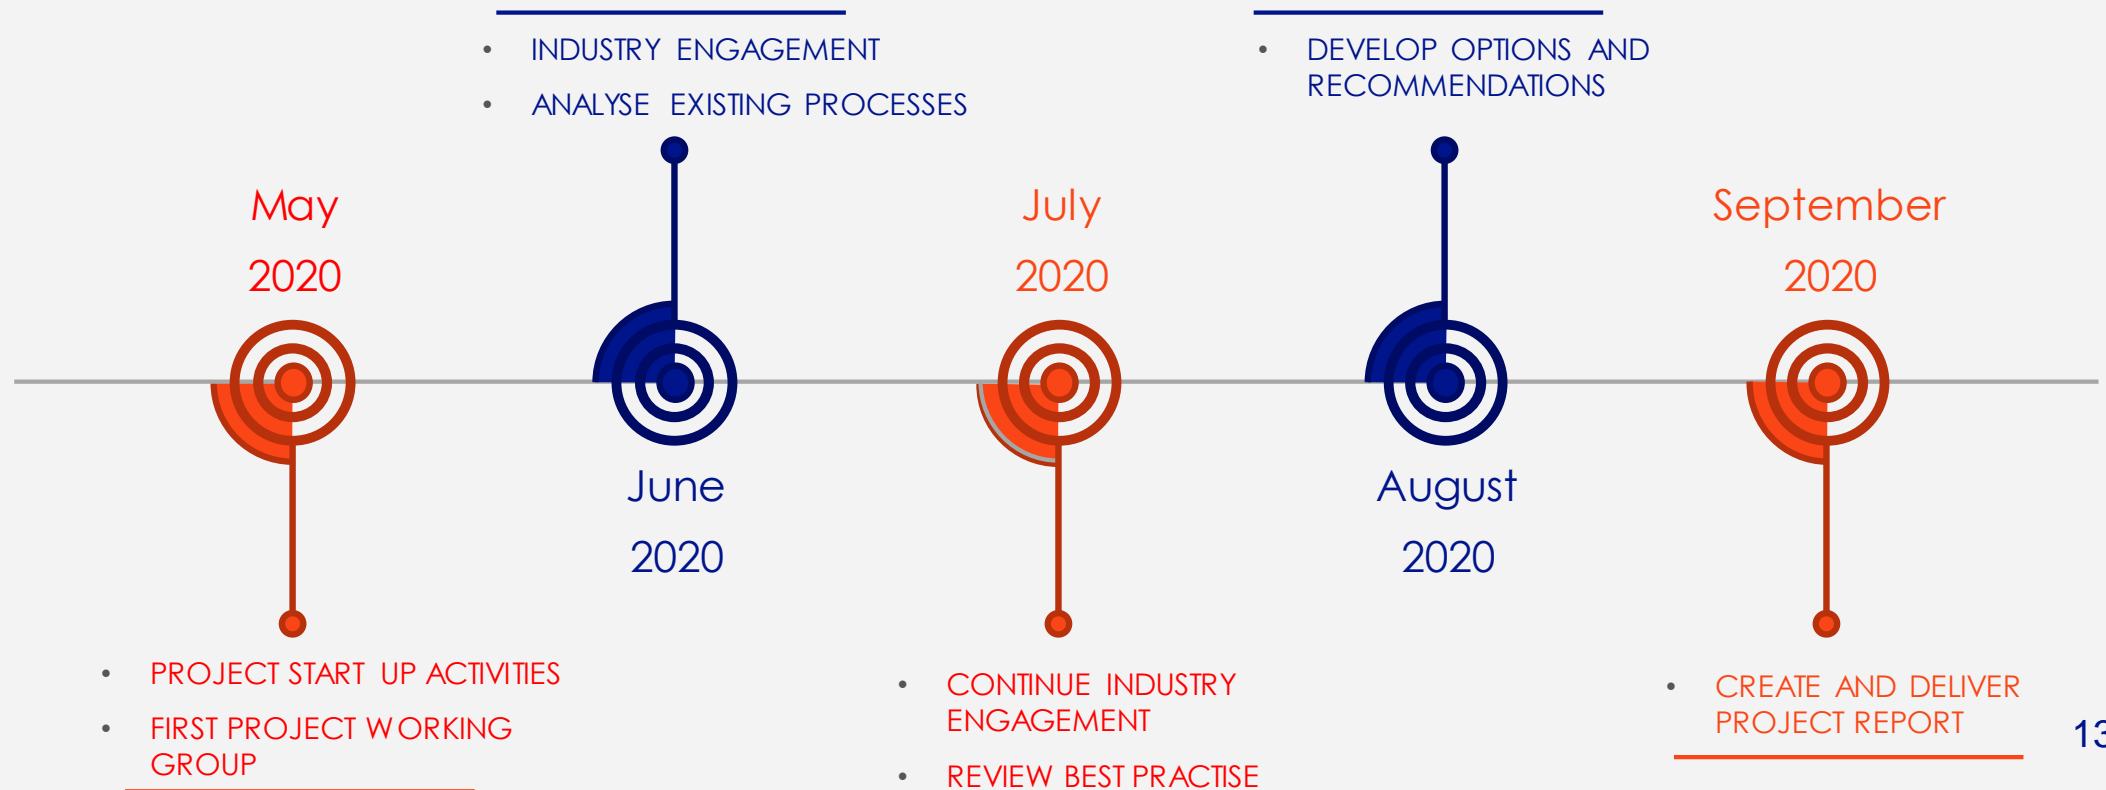 • INDUSTRY ENGAGEMENT
• ANALYSE EXISTING PROCESSES
• DEVELOP OPTIONS AND
RECOMMENDATIONS
May
2020
July
2020
September
2020
June
2020
August
2020
• PROJECT START UP ACTIVITIES
• FIRST PROJECT WORKING
GROUP
• CONTINUE INDUSTRY
ENGAGEMENT
• REVIEW BEST PRACTISE
• CREATE AND DELIVER
PROJECT REPORT
13